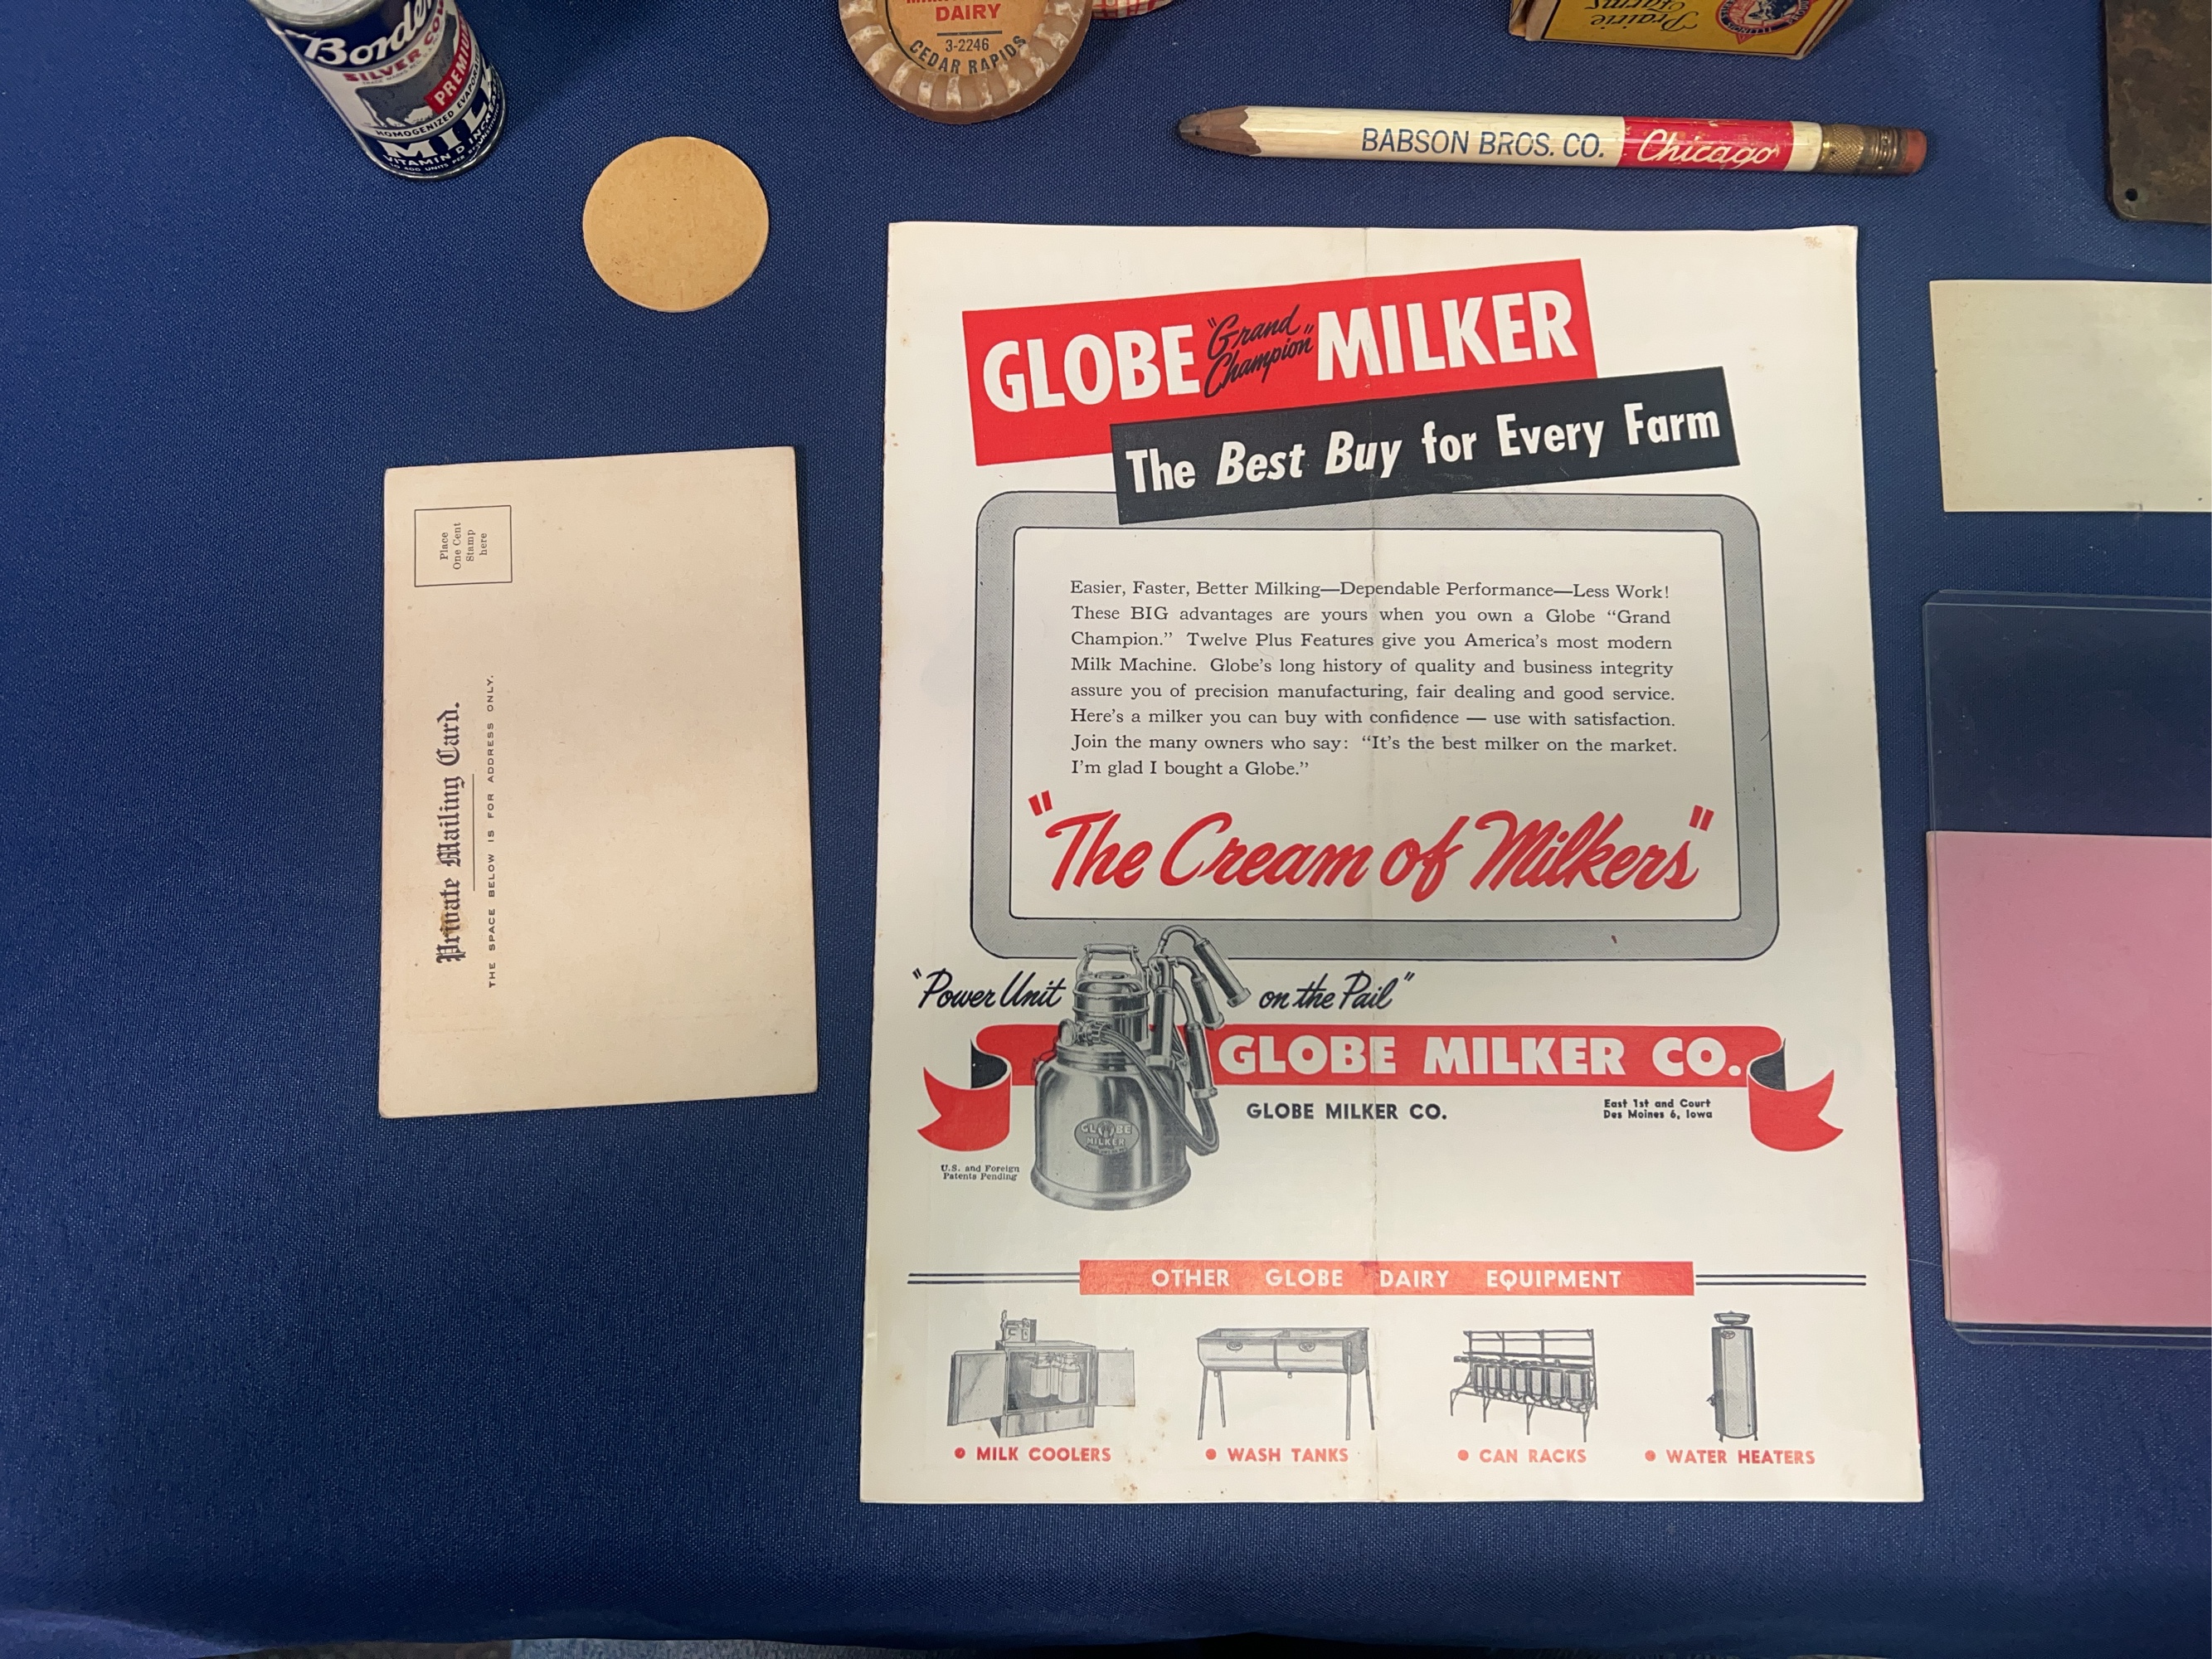 Borde
SILVER COW
PREMIUM
HOMOGENIZED EVAPORATED
MILK
VITAMIN D INCREASED
DAIRY
3-2246
CEDAR RAPIDS
Prairie
Farms
BABSON BROS. CO. Chicago
Place
One Cent
Stamp
here
Private Mailing Card.
THE SPACE BELOW IS FOR ADDRESS ONLY.
GLOBE "Grand Champion" MILKER
The Best Buy for Every Farm
Easier, Faster, Better Milking—Dependable Performance—Less Work!
These BIG advantages are yours when you own a Globe “Grand
Champion.” Twelve Plus Features give you America’s most modern
Milk Machine. Globe’s long history of quality and business integrity
assure you of precision manufacturing, fair dealing and good service.
Here’s a milker you can buy with confidence — use with satisfaction.
Join the many owners who say: “It’s the best milker on the market.
I’m glad I bought a Globe.”
"The Cream of Milkers"
"Power Unit on the Pail"
GLOBE MILKER CO.
GLOBE MILKER CO.
East 1st and Court
Des Moines 6, Iowa
GLOBE
MILKER
U.S. and Foreign
Patents Pending
OTHER GLOBE DAIRY EQUIPMENT
• MILK COOLERS • WASH TANKS • CAN RACKS • WATER HEATERS